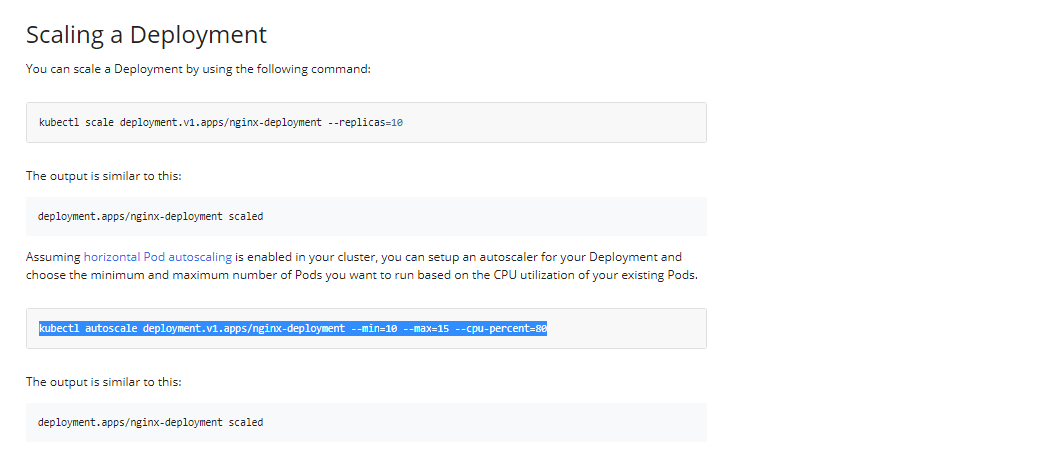 Scaling a Deployment
You can scale a Deployment by using the following command:
kubectl scale deployment.v1.apps/nginx-deployment --replicas=10
The output is similar to this:
deployment.apps/nginx-deployment scaled
Assuming horizontal Pod autoscaling is enabled in your cluster, you can setup an autoscaler for your Deployment and
choose the minimum and maximum number of Pods you want to run based on the CPU utilization of your existing Pods.
kubectl autoscale deployment.v1.apps/nginx-deployment --min=10 --max=15 --cpu-percent=80
The output is similar to this:
deployment.apps/nginx-deployment scaled